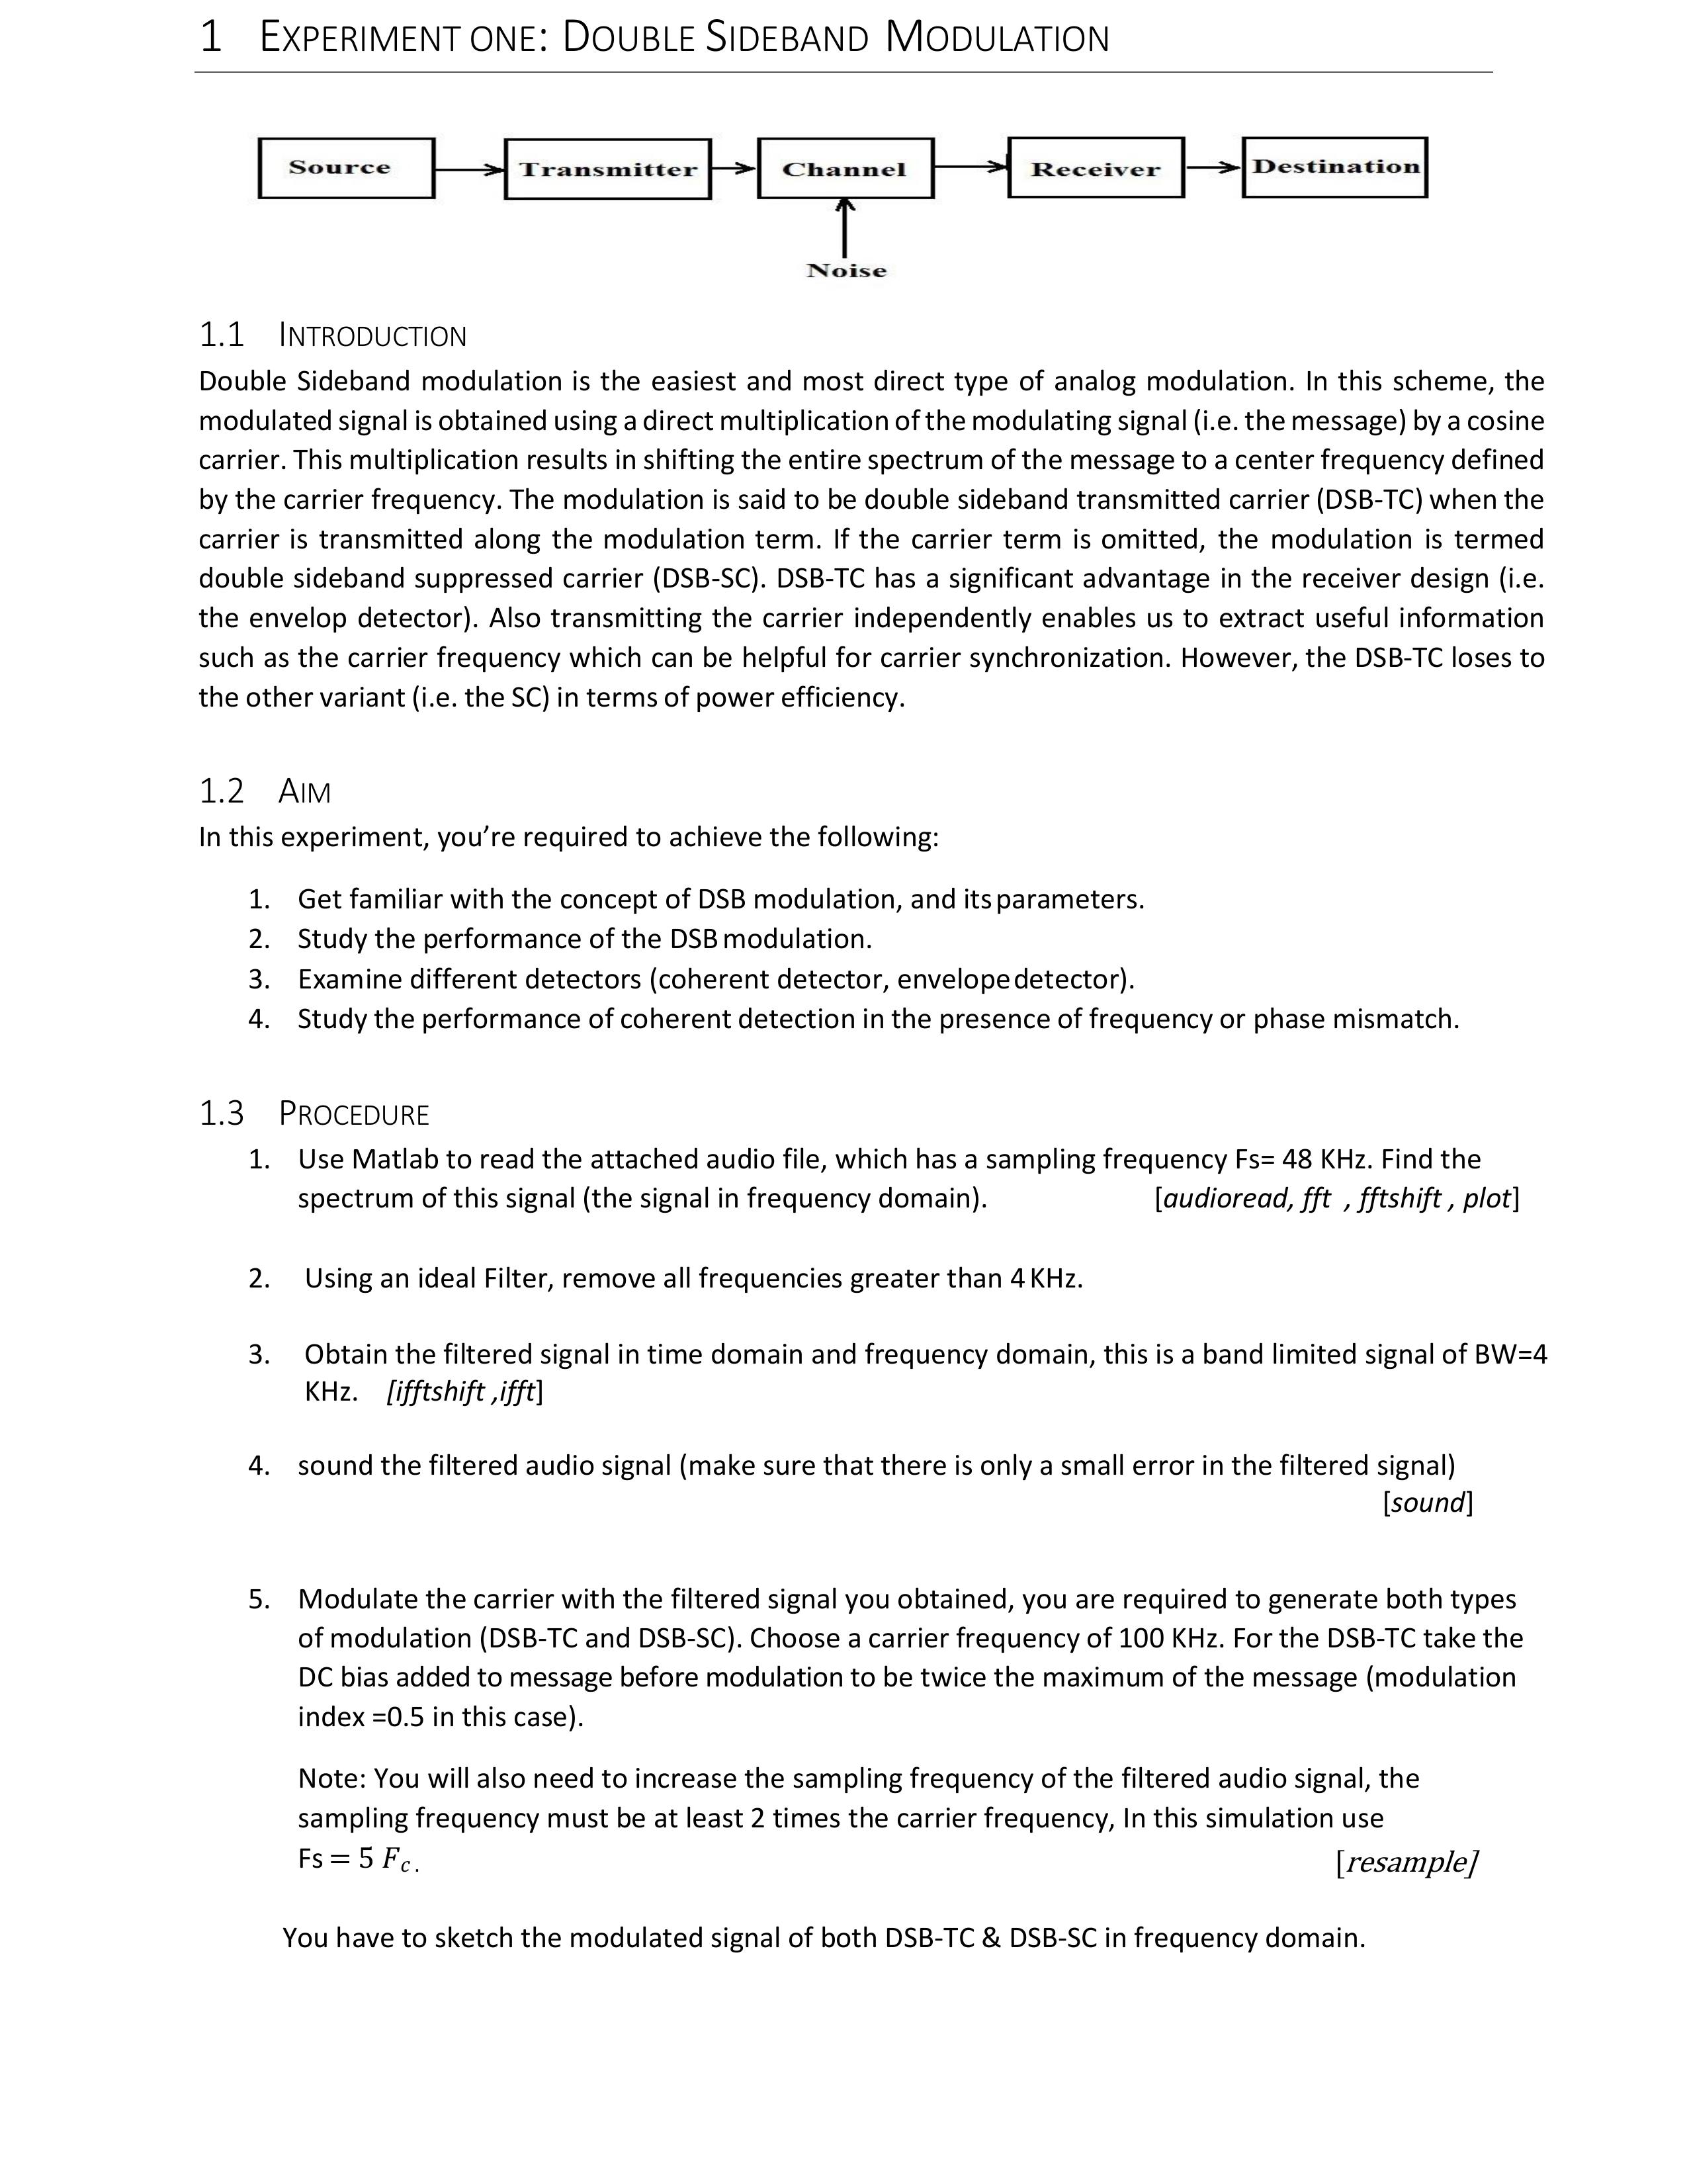 1 EXPERIMENT ONE: DOUBLE SIDEBAND MODULATION
Source
Transmitter
Channel
Receiver
Destination
Noise
1.1 INTRODUCTION
Double Sideband modulation is the easiest and most direct type of analog modulation. In this scheme, the
modulated signal is obtained using a direct multiplication of the modulating signal (i.e. the message) by a cosine
carrier. This multiplication results in shifting the entire spectrum of the message to a center frequency defined
by the carrier frequency. The modulation is said to be double sideband transmitted carrier (DSB-TC) when the
carrier is transmitted along the modulation term. If the carrier term is omitted, the modulation is termed
double sideband suppressed carrier (DSB-SC). DSB-TC has a significant advantage in the receiver design (i.e.
the envelop detector). Also transmitting the carrier independently enables us to extract useful information
such as the carrier frequency which can be helpful for carrier synchronization. However, the DSB-TC loses to
the other variant (i.e. the SC) in terms of power efficiency.
1.2 AIM
In this experiment, you’re required to achieve the following:
1. Get familiar with the concept of DSB modulation, and its parameters.
2. Study the performance of the DSB modulation.
3. Examine different detectors (coherent detector, envelope detector).
4. Study the performance of coherent detection in the presence of frequency or phase mismatch.
1.3 PROCEDURE
1. Use Matlab to read the attached audio file, which has a sampling frequency Fs= 48 KHz. Find the
spectrum of this signal (the signal in frequency domain). [audioread, fft , fftshift , plot]
2. Using an ideal Filter, remove all frequencies greater than 4 KHz.
3. Obtain the filtered signal in time domain and frequency domain, this is a band limited signal of BW=4
KHz. [ifftshift ,ifft]
4. sound the filtered audio signal (make sure that there is only a small error in the filtered signal)
[sound]
5. Modulate the carrier with the filtered signal you obtained, you are required to generate both types
of modulation (DSB-TC and DSB-SC). Choose a carrier frequency of 100 KHz. For the DSB-TC take the
DC bias added to message before modulation to be twice the maximum of the message (modulation
index =0.5 in this case).
Note: You will also need to increase the sampling frequency of the filtered audio signal, the
sampling frequency must be at least 2 times the carrier frequency, In this simulation use
Fs = 5 Fc. [resample]
You have to sketch the modulated signal of both DSB-TC & DSB-SC in frequency domain.